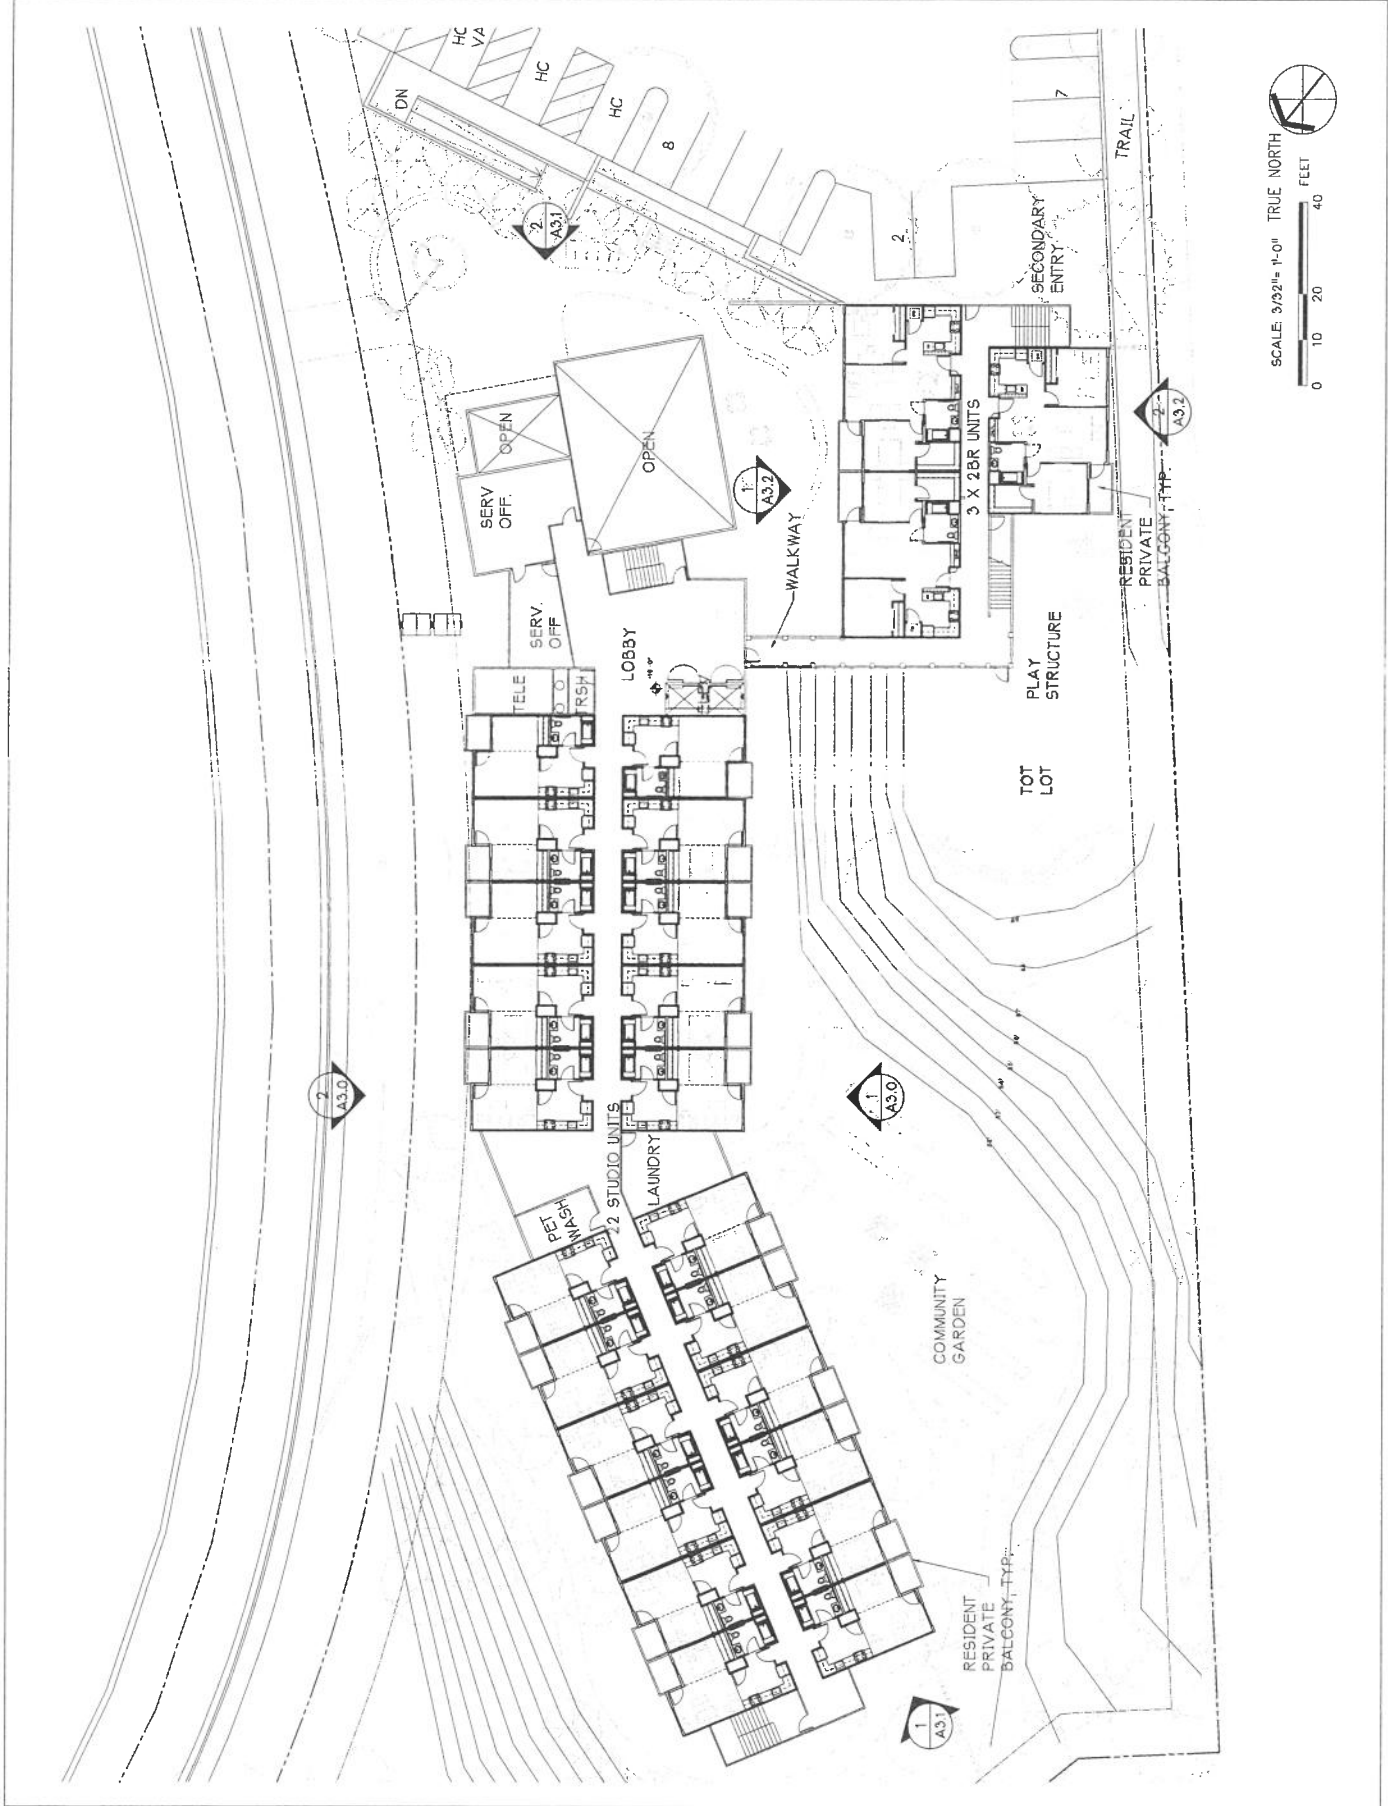 HC
VA
HC
HC
DN
8
7
TRAIL
2
A3.1
2
SECONDARY
ENTRY
OPEN
OPEN
SERV
OFF.
SERV.
OFF
1
A3.2
WALKWAY
3 X 2BR UNITS
2
A3.2
RESIDENT
PRIVATE
BALCONY, TYP.
LOBBY
TELE
TRSH
PLAY
STRUCTURE
TOT
LOT
2
A3.0
1
A3.0
22 STUDIO UNITS
LAUNDRY
PET
WASH
COMMUNITY
GARDEN
RESIDENT
PRIVATE
BALCONY, TYP.
1
A3.1
SCALE: 3/32"= 1'-0" TRUE NORTH
0 10 20 40 FEET